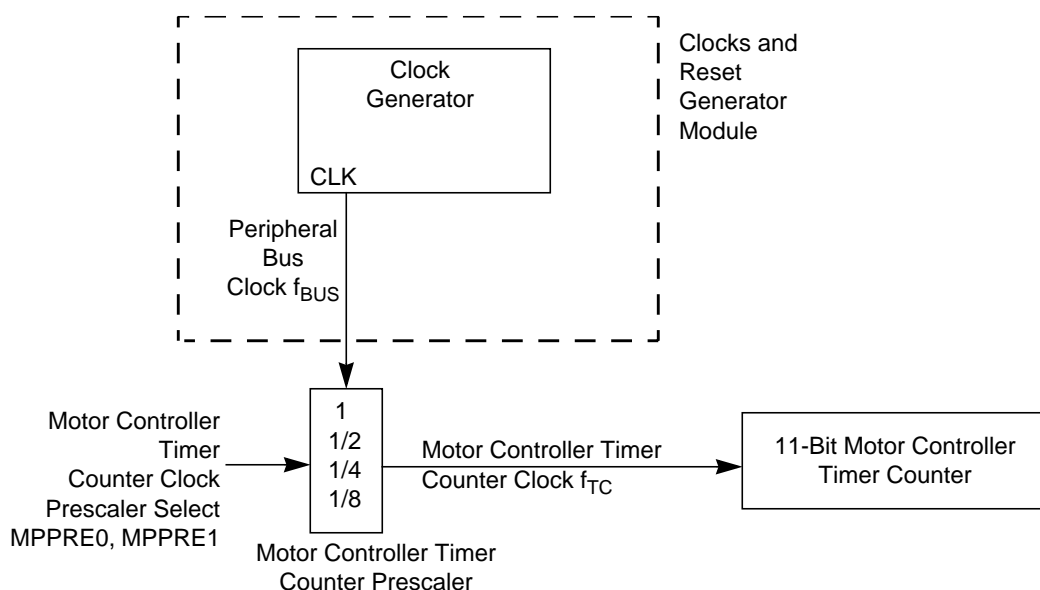 Clocks and
Reset
Generator
Module
Clock
Generator
CLK
Peripheral
Bus
Clock fBUS
Motor Controller
Timer
Counter Clock
Prescaler Select
MPPRE0, MPPRE1
1
1/2
1/4
1/8
Motor Controller Timer
Counter Prescaler
Motor Controller Timer
Counter Clock fTC
11-Bit Motor Controller
Timer Counter